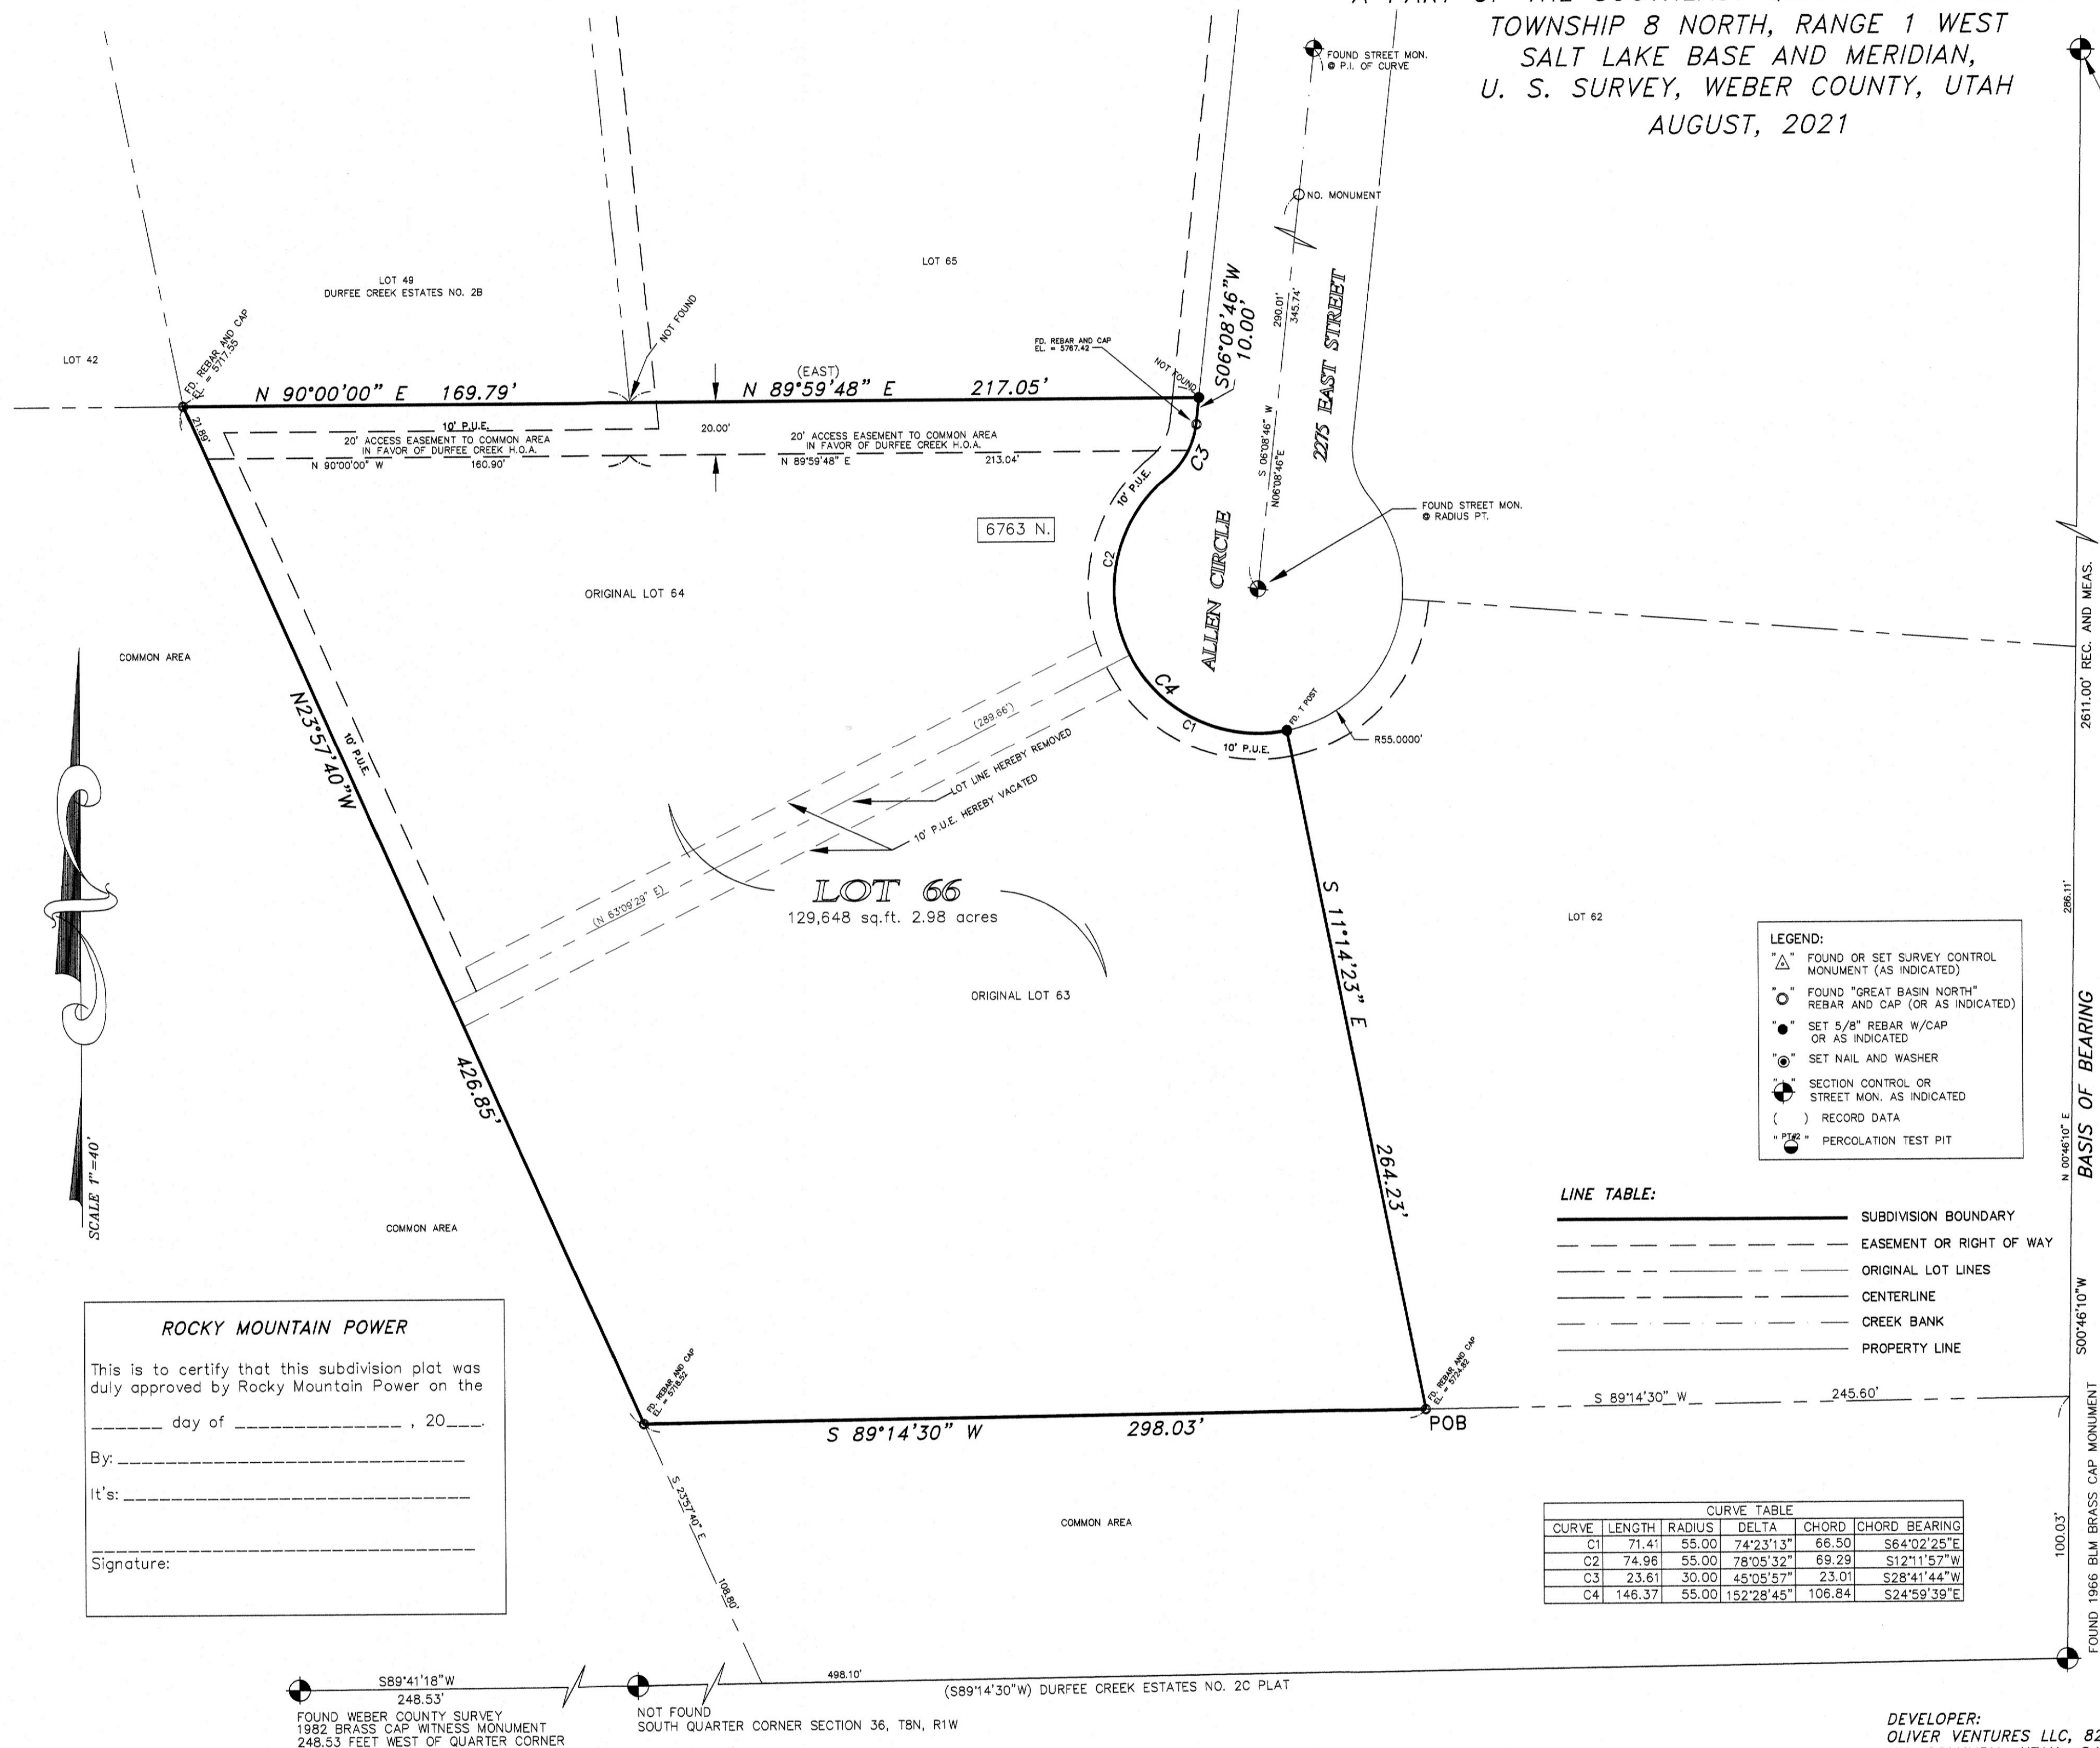 TOWNSHIP 8 NORTH, RANGE 1 WEST
SALT LAKE BASE AND MERIDIAN,
U. S. SURVEY, WEBER COUNTY, UTAH
AUGUST, 2021
FOUND STREET MON.
@ P.I. OF CURVE
NO. MONUMENT
LOT 65
LOT 49
DURFEE CREEK ESTATES NO. 2B
LOT 42
FD. REBAR AND CAP
EL. = 5717.55
NOT FOUND
FD. REBAR AND CAP
EL. = 5767.42
NOT FOUND
S06°08'46"W
10.00'
290.01'
345.74'
2275 EAST STREET
(EAST)
N 90°00'00" E 169.79'
N 89°59'48" E 217.05'
21.89'
10' P.U.E.
20' ACCESS EASEMENT TO COMMON AREA
IN FAVOR OF DURFEE CREEK H.O.A.
20.00'
20' ACCESS EASEMENT TO COMMON AREA
IN FAVOR OF DURFEE CREEK H.O.A.
N 90°00'00" W 160.90'
N 89°59'48" E 213.04'
C3
S 06°08'46" W
N06°08'46"E
10' P.U.E.
6763 N.
C2
ALLEN CIRCLE
FOUND STREET MON.
@ RADIUS PT.
ORIGINAL LOT 64
COMMON AREA
N23°57'40"W
10' P.U.E.
C4
C1
FD. T POST
10' P.U.E.
R55.0000'
(289.66')
LOT LINE HEREBY REMOVED
10' P.U.E. HEREBY VACATED
(N 63°09'29" E)
LOT 66
129,648 sq.ft. 2.98 acres
S 11°14'23" E
LOT 62
ORIGINAL LOT 63
426.85'
264.23'
2611.00' REC. AND MEAS.
286.11'
BASIS OF BEARING
N 00°46'10" E
S00°46'10"W
LEGEND:
" " FOUND OR SET SURVEY CONTROL
MONUMENT (AS INDICATED)
" " FOUND "GREAT BASIN NORTH"
REBAR AND CAP (OR AS INDICATED)
" " SET 5/8" REBAR W/CAP
OR AS INDICATED
" " SET NAIL AND WASHER
" " SECTION CONTROL OR
STREET MON. AS INDICATED
( ) RECORD DATA
" PT#2 " PERCOLATION TEST PIT
SCALE 1"=40'
COMMON AREA
LINE TABLE:
SUBDIVISION BOUNDARY
EASEMENT OR RIGHT OF WAY
ORIGINAL LOT LINES
CENTERLINE
CREEK BANK
PROPERTY LINE
ROCKY MOUNTAIN POWER
This is to certify that this subdivision plat was
duly approved by Rocky Mountain Power on the
_______ day of ________________ , 20____.
By: _________________________________
It's: _________________________________
Signature:
FD. REBAR AND CAP
EL. = 5718.52
S 89°14'30" W 298.03'
FD. REBAR AND CAP
EL. = 5724.82
POB
S 89°14'30" W 245.60'
S 23°57'40" E
108.80'
COMMON AREA
CURVE TABLE
CURVE LENGTH RADIUS DELTA CHORD CHORD BEARING
C1 71.41 55.00 74°23'13" 66.50 S64°02'25"E
C2 74.96 55.00 78°05'32" 69.29 S12°11'57"W
C3 23.61 30.00 45°05'57" 23.01 S28°41'44"W
C4 146.37 55.00 152°28'45" 106.84 S24°59'39"E
100.03'
FOUND 1966 BLM BRASS CAP MONUMENT
S89°41'18"W
248.53'
FOUND WEBER COUNTY SURVEY
1982 BRASS CAP WITNESS MONUMENT
248.53 FEET WEST OF QUARTER CORNER
NOT FOUND
SOUTH QUARTER CORNER SECTION 36, T8N, R1W
498.10'
(S89°14'30"W) DURFEE CREEK ESTATES NO. 2C PLAT
DEVELOPER:
OLIVER VENTURES LLC, 82